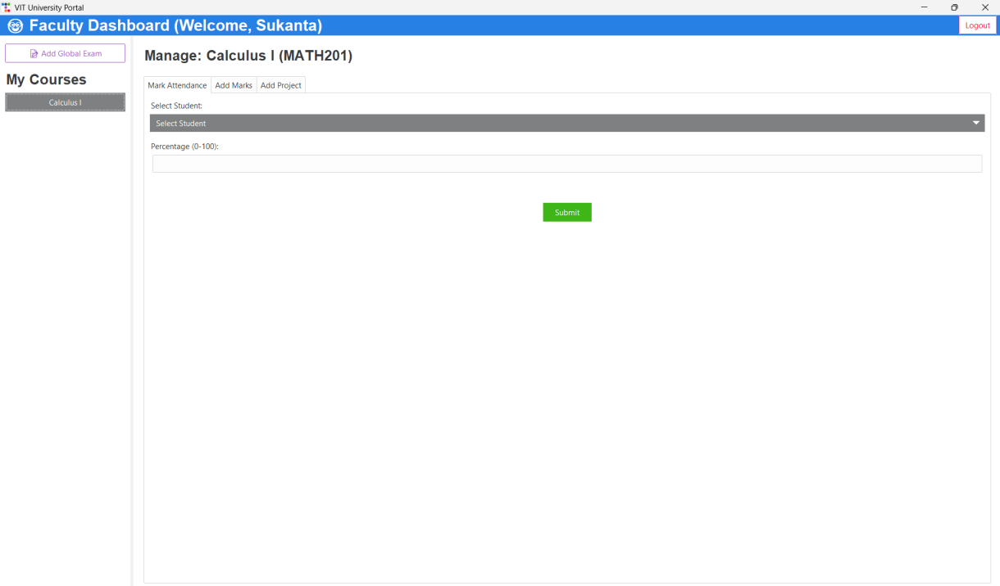 VIT University Portal
Faculty Dashboard (Welcome, Sukanta)
Logout
Add Global Exam
My Courses
Calculus I
Manage: Calculus I (MATH201)
Mark Attendance Add Marks Add Project
Select Student:
Select Student
Percentage (0-100):
Submit